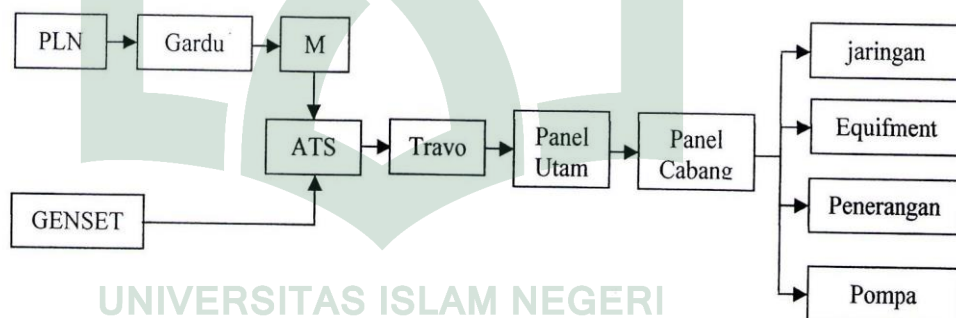 PLN
Gardu
M
jaringan
ATS
Travo
Panel
Utam
Panel
Cabang
Equifment
GENSET
Penerangan
Pompa
UNIVERSITAS ISLAM NEGERI